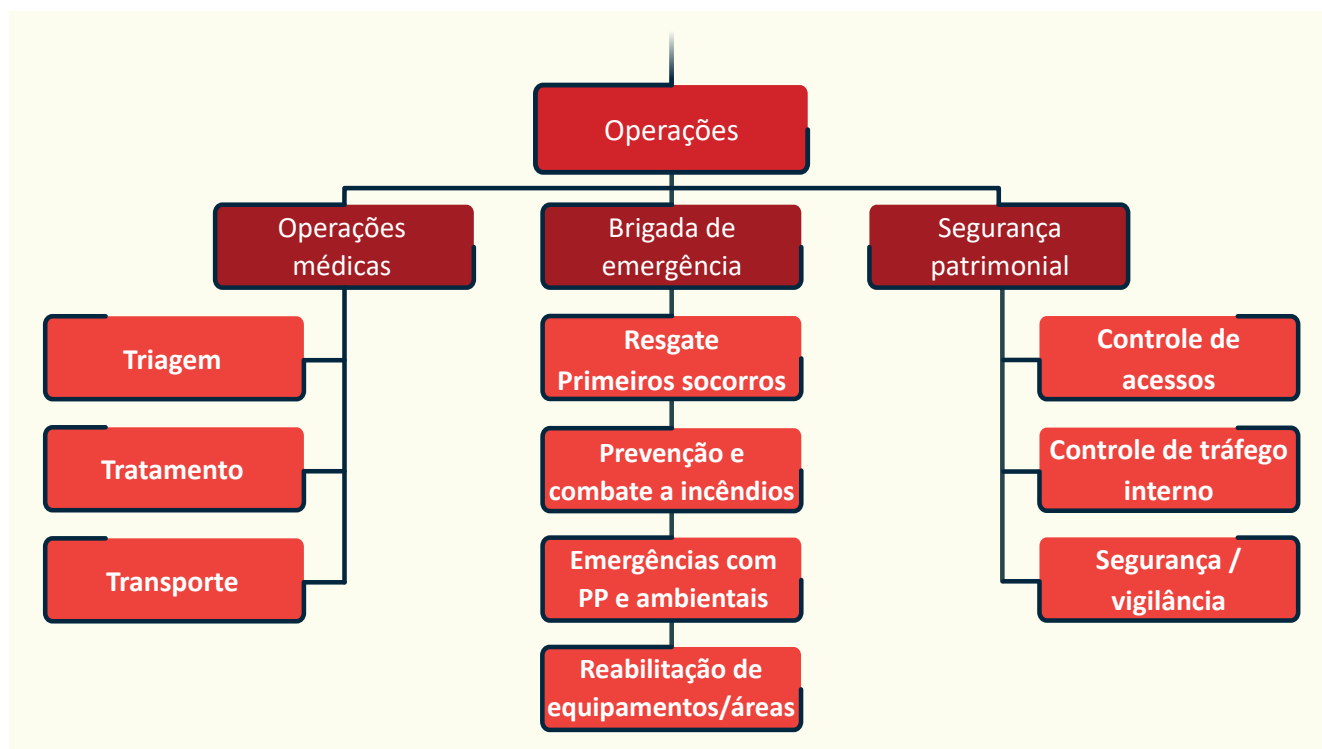 Operações
Operações
médicas
Brigada de
emergência
Segurança
patrimonial
Triagem
Tratamento
Transporte
Resgate
Primeiros socorros
Prevenção e
combate a incêndios
Emergências com
PP e ambientais
Reabilitação de
equipamentos/áreas
Controle de
acessos
Controle de tráfego
interno
Segurança /
vigilância